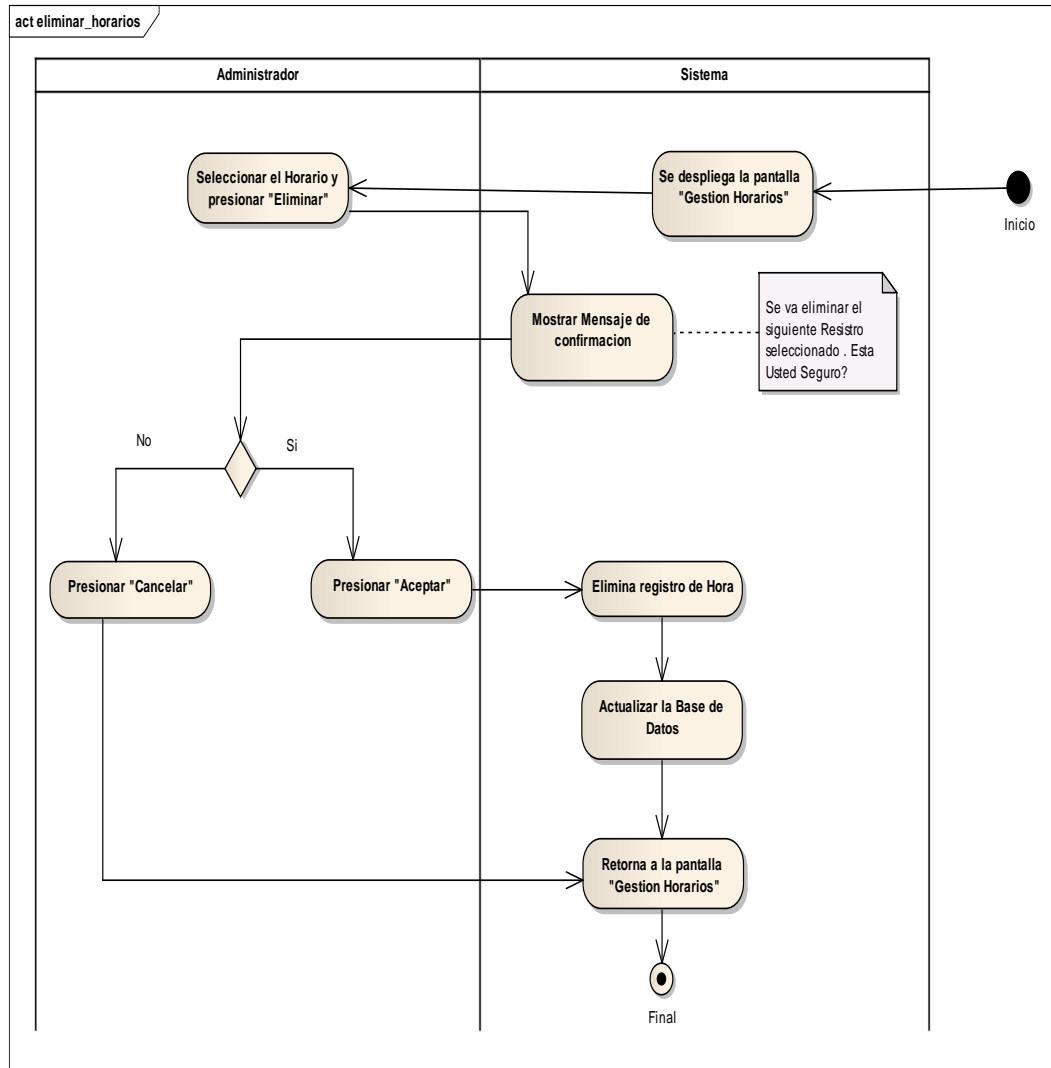 act eliminar_horarios
Administrador
Sistema
Seleccionar el Horario y
presionar "Eliminar"
Se despliega la pantalla
"Gestion Horarios"
Inicio
Mostrar Mensaje de
confirmacion
Se va eliminar el
siguiente Resistro
seleccionado . Esta
Usted Seguro?
No
Si
Presionar "Cancelar"
Presionar "Aceptar"
Elimina registro de Hora
Actualizar la Base de
Datos
Retorna a la pantalla
"Gestion Horarios"
Final